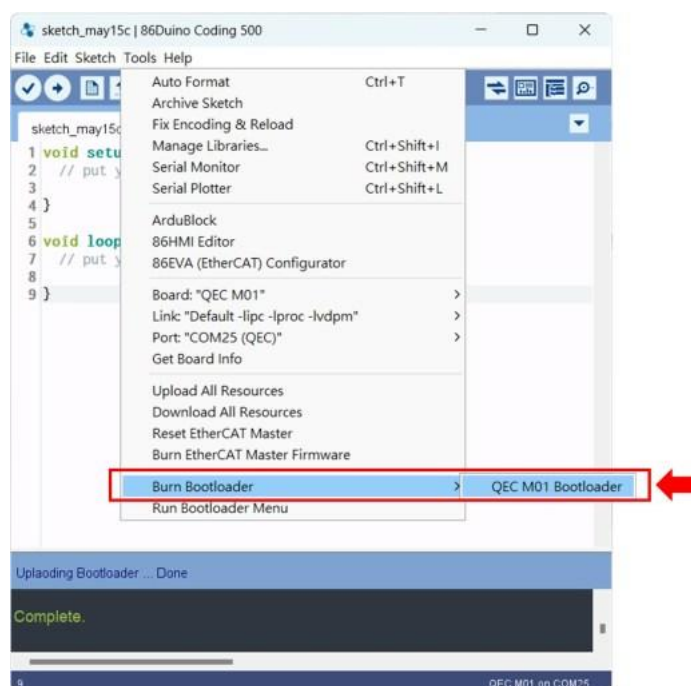 sketch_may15c | 86Duino Coding 500
File Edit Sketch Tools Help
Auto Format Ctrl+T
Archive Sketch
Fix Encoding & Reload
Manage Libraries... Ctrl+Shift+I
Serial Monitor Ctrl+Shift+M
Serial Plotter Ctrl+Shift+L
ArduBlock
86HMI Editor
86EVA (EtherCAT) Configurator
Board: "QEC M01"
Link: "Default -lipc -lproc -lvdpm"
Port: "COM25 (QEC)"
Get Board Info
Upload All Resources
Download All Resources
Reset EtherCAT Master
Burn EtherCAT Master Firmware
Burn Bootloader QEC M01 Bootloader
Run Bootloader Menu
sketch_may15c
1 void setu
2 // put y
3
4 }
5
6 void loop
7 // put y
8
9 }
Uplaoding Bootloader ... Done
Complete.
9 QEC M01 on COM25